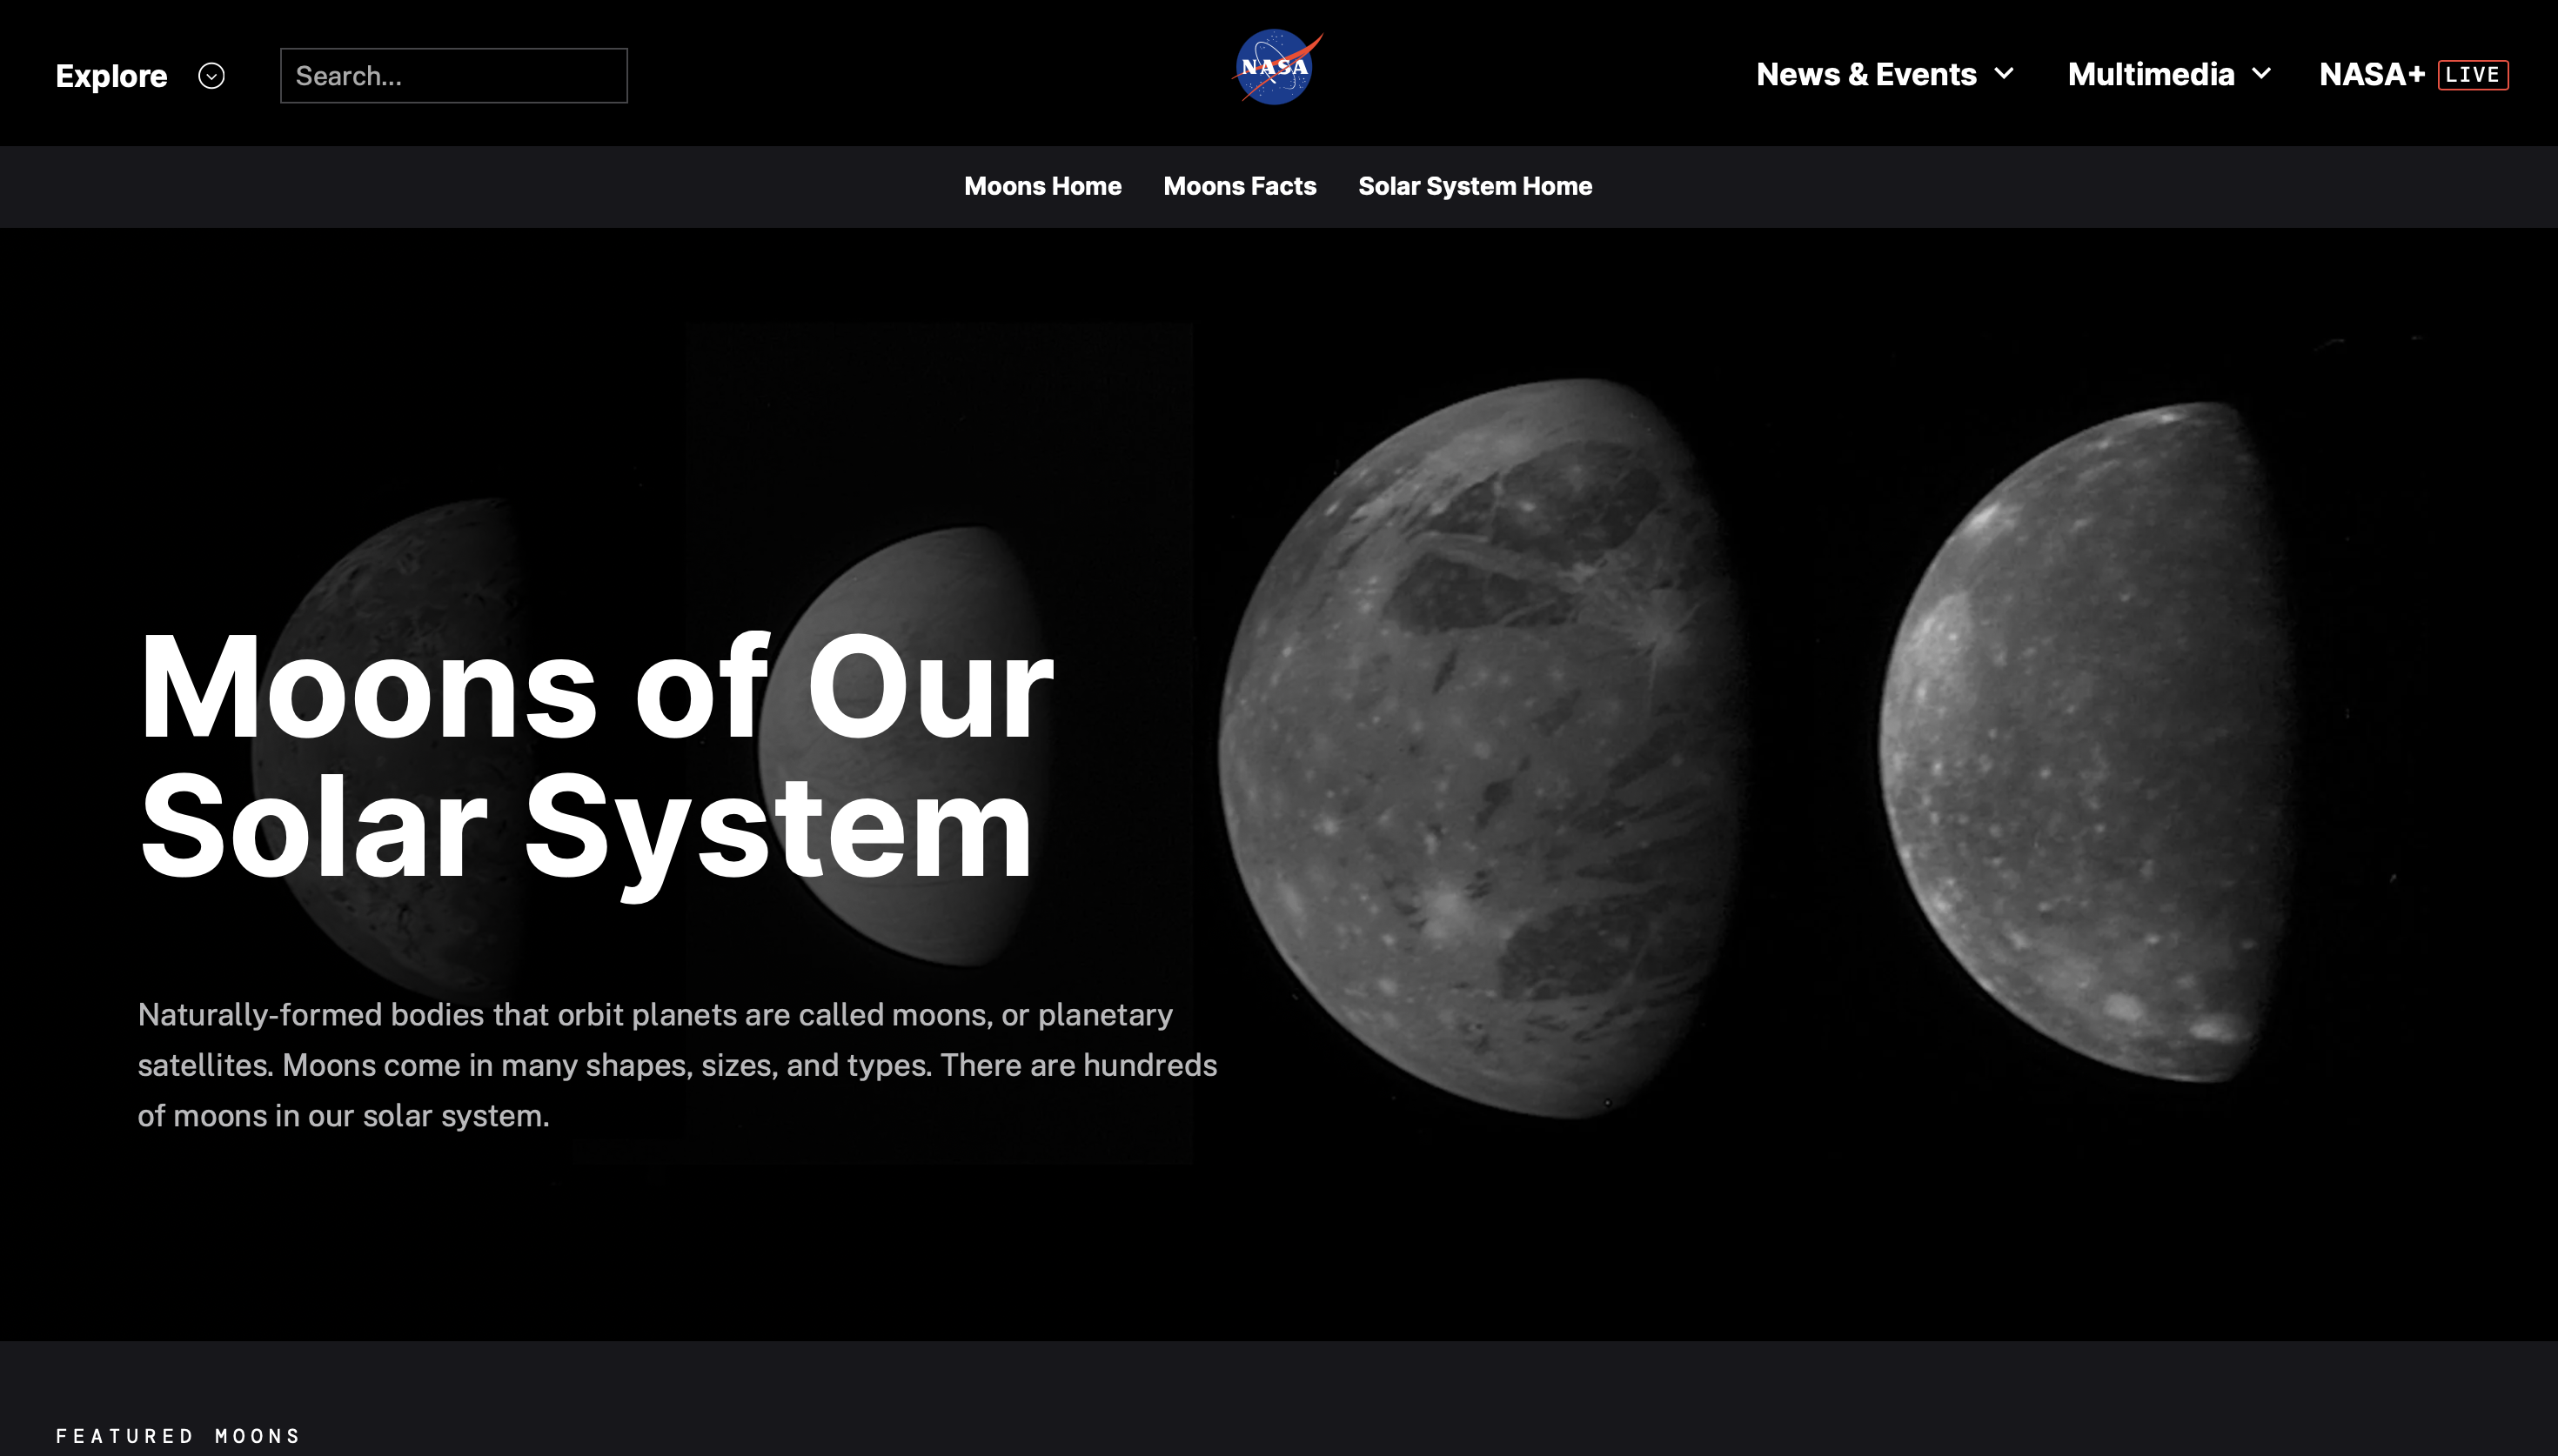 Explore
Search...
NASA
News & Events
Multimedia
NASA+ LIVE
Moons Home
Moons Facts
Solar System Home
Moons of Our
Solar System
Naturally-formed bodies that orbit planets are called moons, or planetary
satellites. Moons come in many shapes, sizes, and types. There are hundreds
of moons in our solar system.
FEATURED MOONS